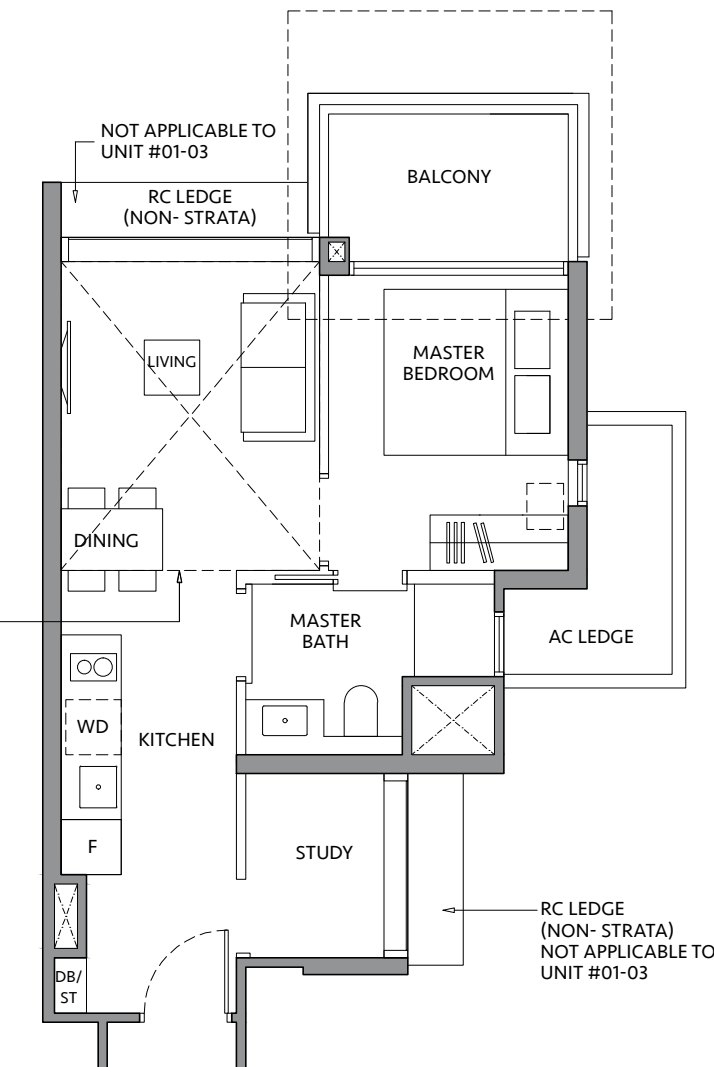 NOT APPLICABLE TO
UNIT #01-03
BALCONY
RC LEDGE
(NON- STRATA)
LIVING
MASTER
BEDROOM
DINING
MASTER
BATH
AC LEDGE
WD
KITCHEN
F
STUDY
RC LEDGE
(NON- STRATA)
NOT APPLICABLE TO
UNIT #01-03
DB/
ST